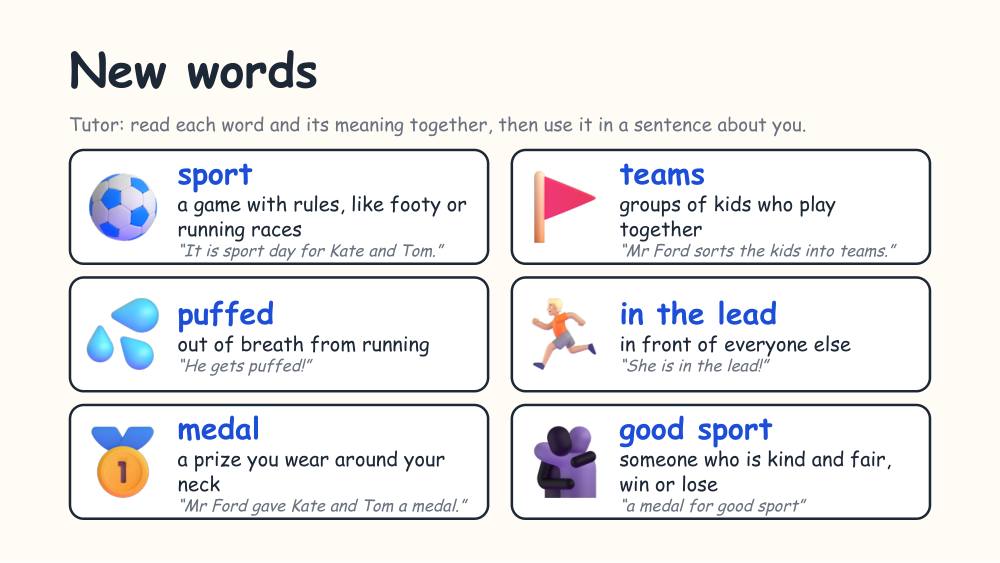 New words
Tutor: read each word and its meaning together, then use it in a sentence about you.
sport
a game with rules, like footy or
running races
“It is sport day for Kate and Tom.”
teams
groups of kids who play
together
“Mr Ford sorts the kids into teams.”
puffed
out of breath from running
“He gets puffed!”
in the lead
in front of everyone else
“She is in the lead!”
medal
a prize you wear around your
neck
“Mr Ford gave Kate and Tom a medal.”
1
good sport
someone who is kind and fair,
win or lose
“a medal for good sport”